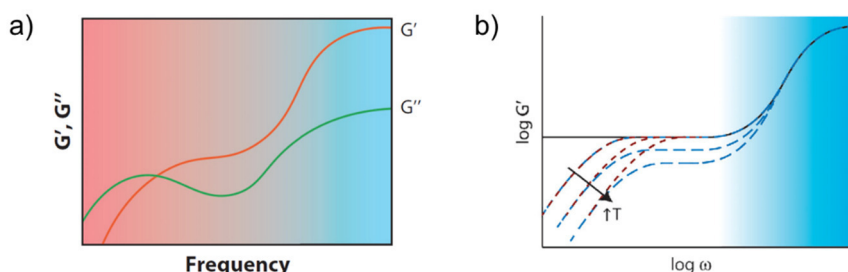 a)
G', G''
G'
G''
Frequency
b)
log G'
↑T
log ω